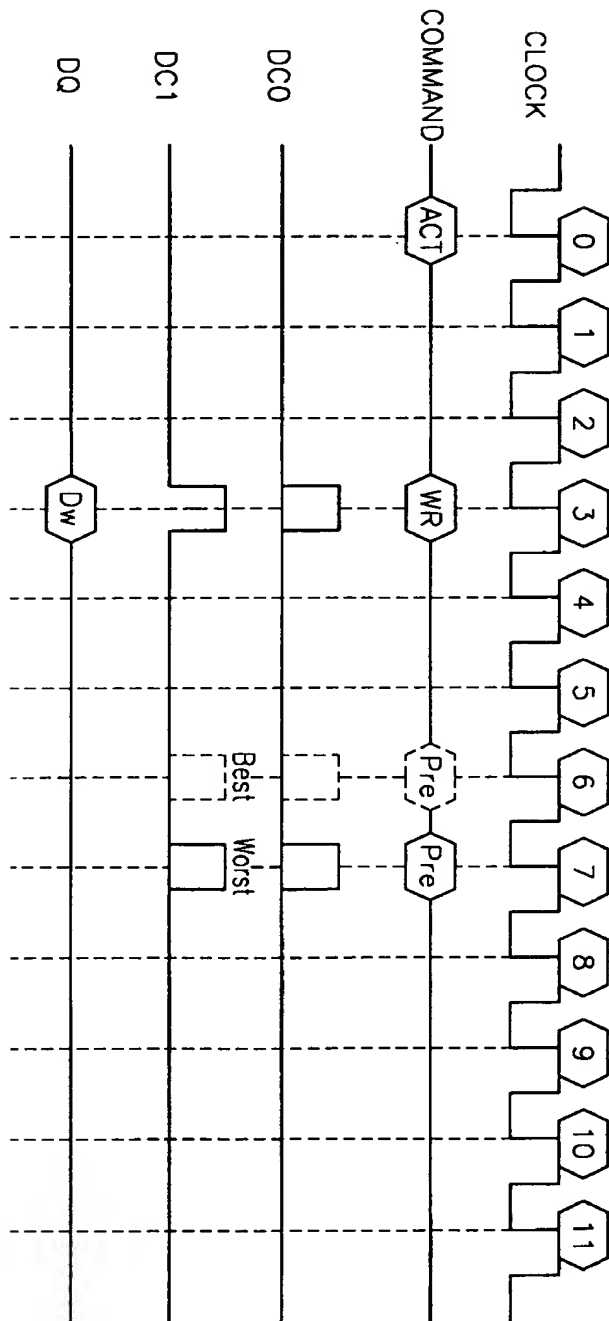 0 1 2 3 4 5 6 7 8 9 10 11
CLOCK
COMMAND ACT WR Pre Pre
DC0
Best Worst
DC1
DQ Dw